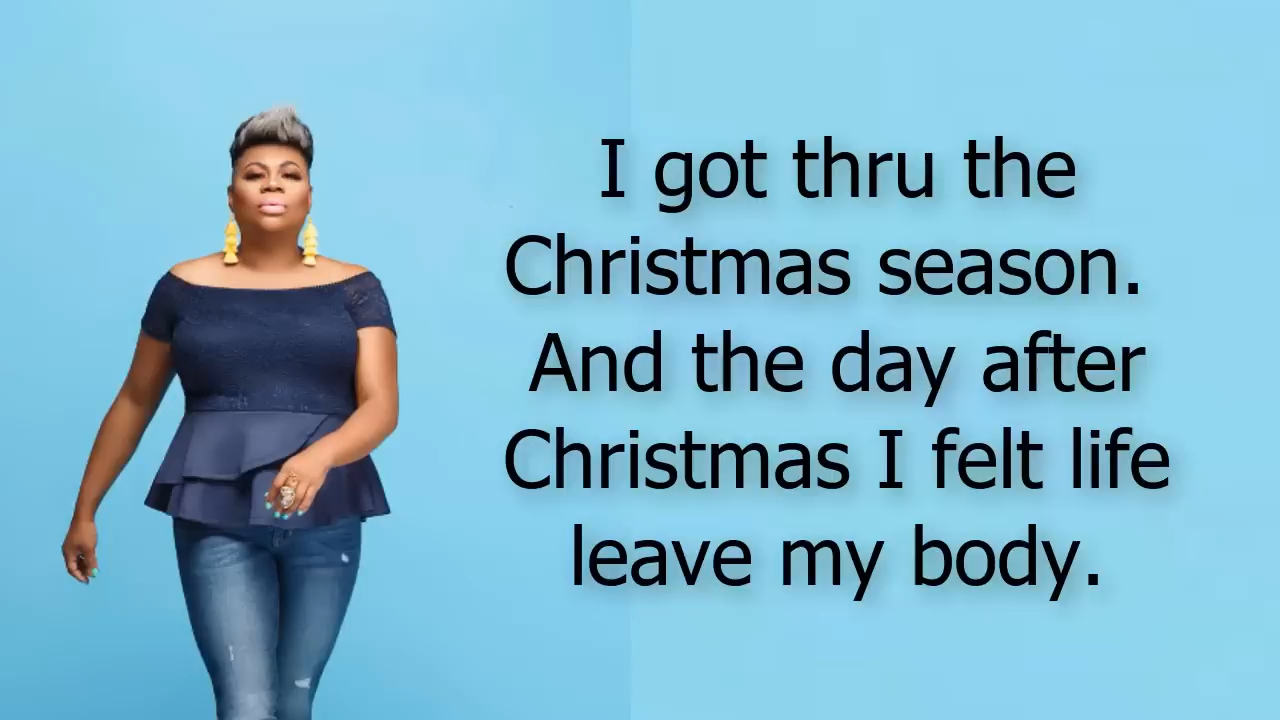 I got thru the
Christmas season.
And the day after
Christmas I felt life
leave my body.